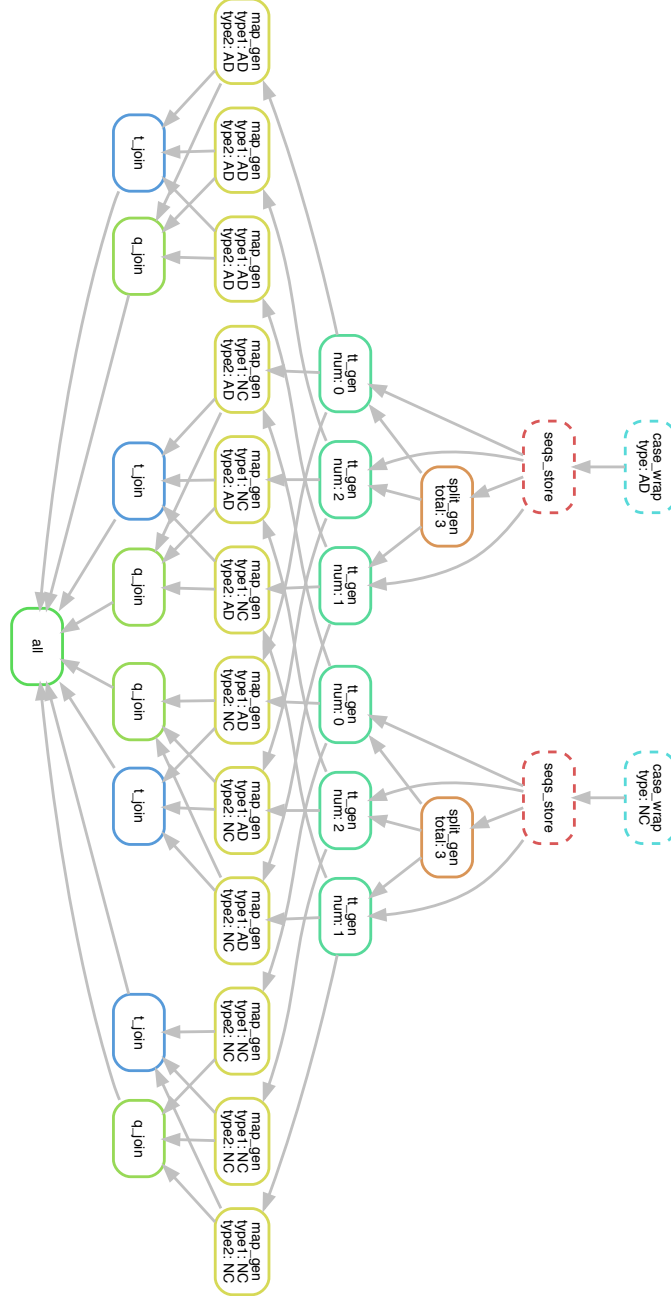 case_wrap
type: AD
case_wrap
type: NC
seqs_store
seqs_store
split_gen
total: 3
split_gen
total: 3
tt_gen
num: 0
tt_gen
num: 2
tt_gen
num: 1
tt_gen
num: 0
tt_gen
num: 2
tt_gen
num: 1
map_gen
type1: AD
type2: AD
map_gen
type1: AD
type2: AD
map_gen
type1: AD
type2: AD
map_gen
type1: NC
type2: AD
map_gen
type1: NC
type2: AD
map_gen
type1: NC
type2: AD
map_gen
type1: AD
type2: NC
map_gen
type1: AD
type2: NC
map_gen
type1: AD
type2: NC
map_gen
type1: NC
type2: NC
map_gen
type1: NC
type2: NC
map_gen
type1: NC
type2: NC
t_join
q_join
t_join
q_join
q_join
t_join
t_join
q_join
all